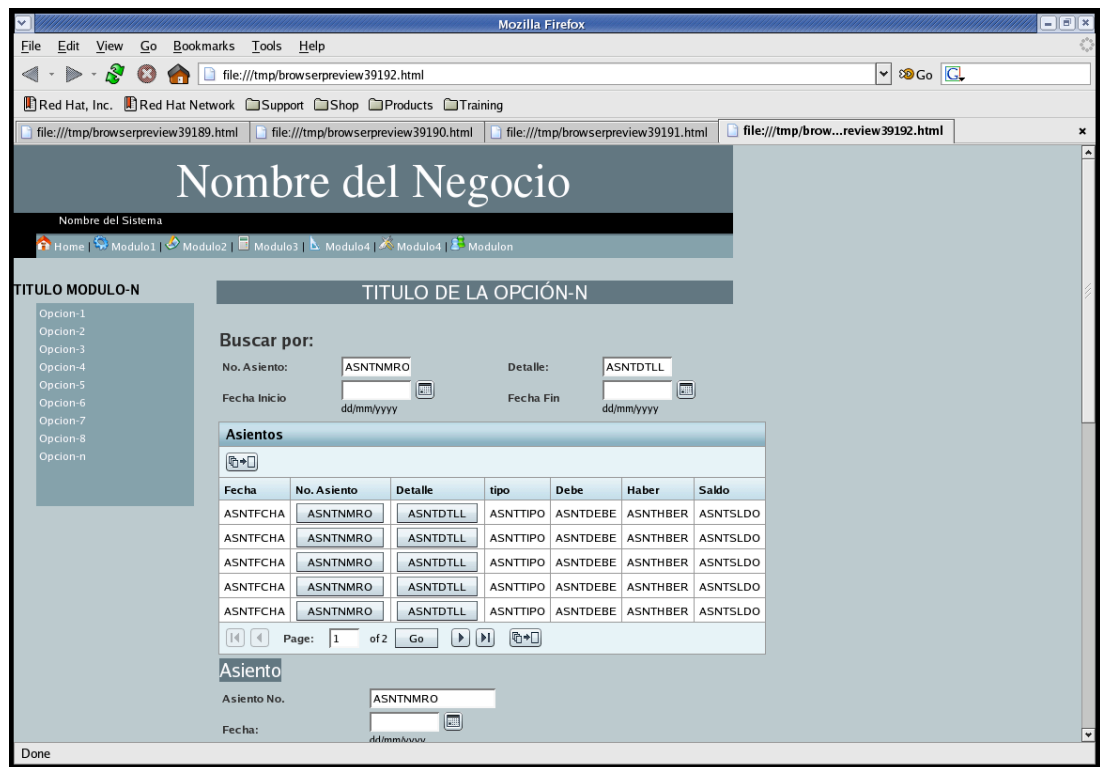 Mozilla Firefox
File Edit View Go Bookmarks Tools Help
file:///tmp/browserpreview39192.html Go G
Red Hat, Inc. Red Hat Network Support Shop Products Training
file:///tmp/browserpreview39189.html file:///tmp/browserpreview39190.html file:///tmp/browserpreview39191.html file:///tmp/brow...review39192.html x
Nombre del Negocio
Nombre del Sistema
Home | Modulo1 | Modulo2 | Modulo3 | Modulo4 | Modulo4 | Modulon
TITULO MODULO-N
Opcion-1
Opcion-2
Opcion-3
Opcion-4
Opcion-5
Opcion-6
Opcion-7
Opcion-8
Opcion-n
TITULO DE LA OPCIÓN-N
Buscar por:
No. Asiento: ASNTNMRO Detalle: ASNTDTLL
Fecha Inicio Fecha Fin
dd/mm/yyyy dd/mm/yyyy
Asientos
Fecha No. Asiento Detalle tipo Debe Haber Saldo
ASNTFCHA ASNTNMRO ASNTDTLL ASNTTIPO ASNTDEBE ASNTHBER ASNTSLDO
ASNTFCHA ASNTNMRO ASNTDTLL ASNTTIPO ASNTDEBE ASNTHBER ASNTSLDO
ASNTFCHA ASNTNMRO ASNTDTLL ASNTTIPO ASNTDEBE ASNTHBER ASNTSLDO
ASNTFCHA ASNTNMRO ASNTDTLL ASNTTIPO ASNTDEBE ASNTHBER ASNTSLDO
ASNTFCHA ASNTNMRO ASNTDTLL ASNTTIPO ASNTDEBE ASNTHBER ASNTSLDO
Page: 1 of 2 Go
Asiento
Asiento No. ASNTNMRO
Fecha:
dd/mm/yyyy
Done